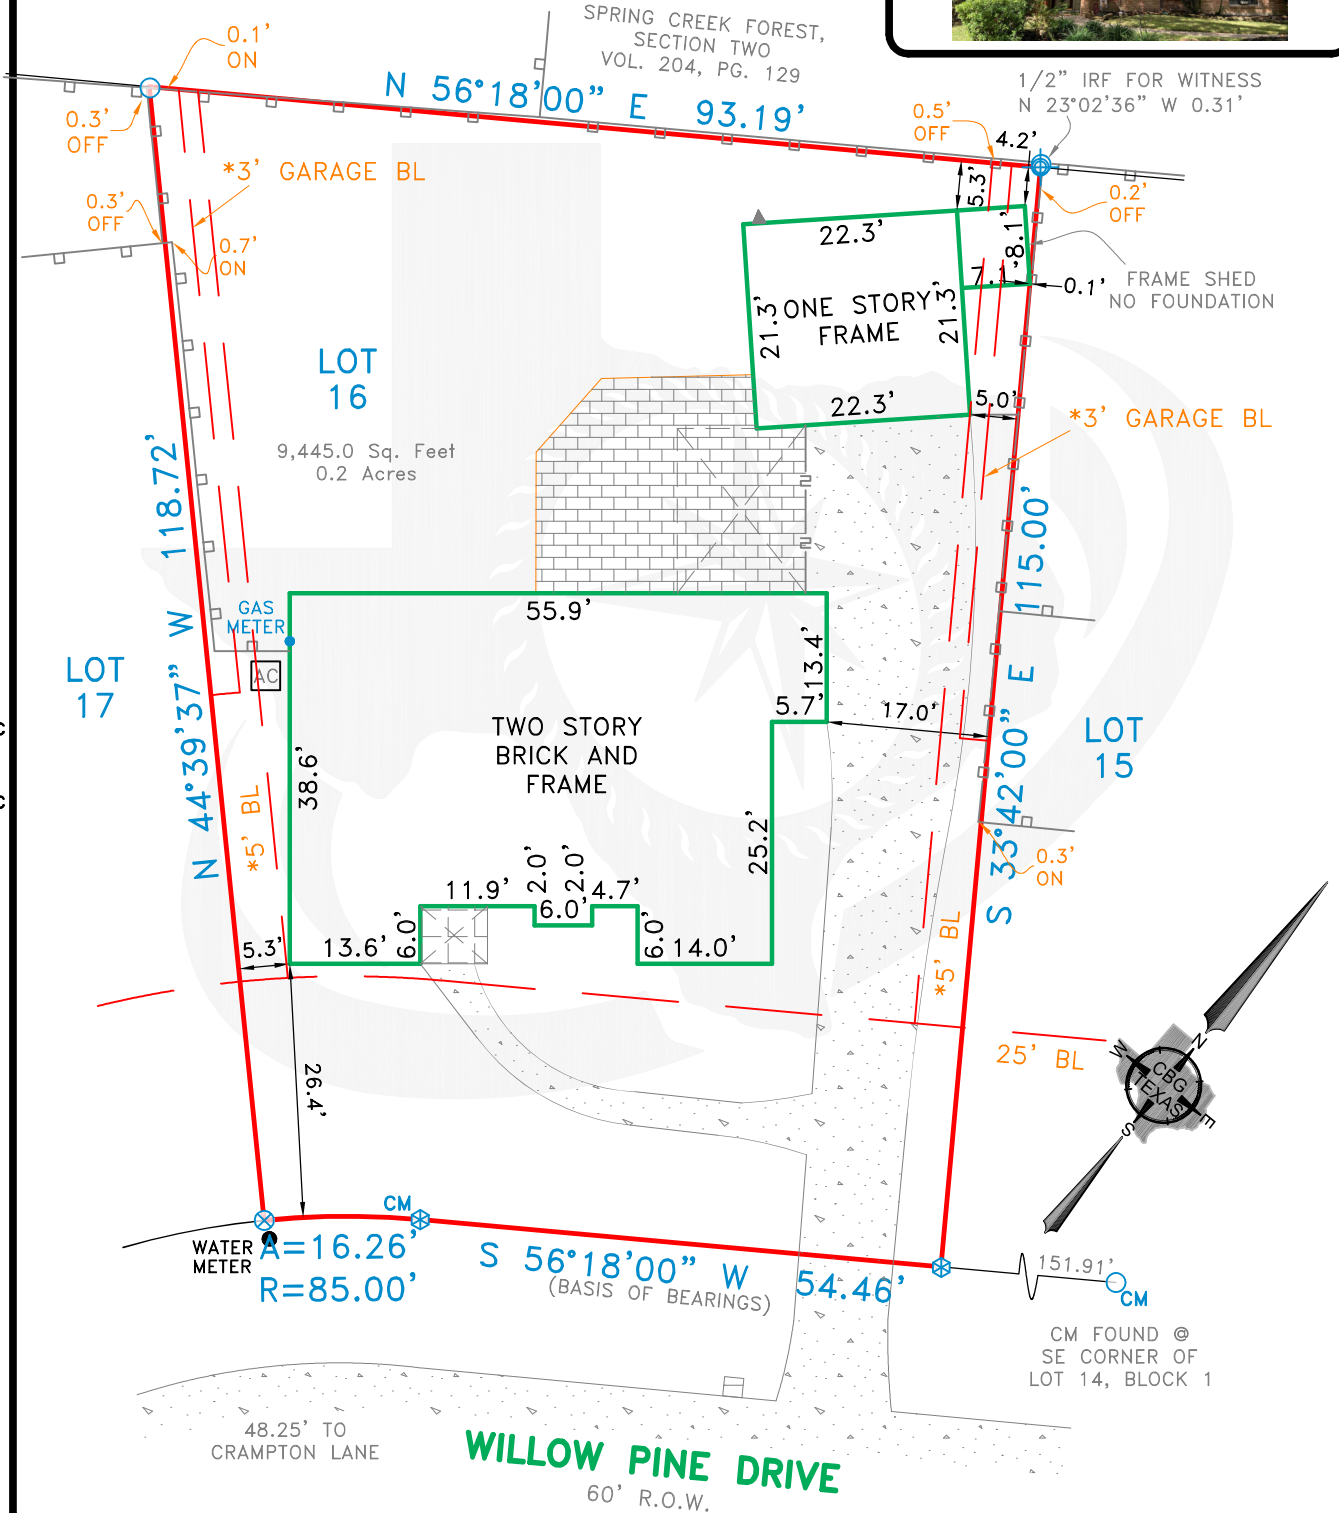 SPRING CREEK FOREST,
SECTION TWO
VOL. 204, PG. 129
0.1'
ON
N 56°18'00" E 93.19'
1/2" IRF FOR WITNESS
N 23°02'36" W 0.31'
0.3'
OFF
0.5'
OFF
4.2'
*3' GARAGE BL
5.3'
0.2'
OFF
0.3'
OFF
0.7'
ON
22.3'
8.1'
7.1'
0.1'
FRAME SHED
NO FOUNDATION
21.3'
ONE STORY
FRAME
21.3'
LOT
16
22.3'
5.0'
*3' GARAGE BL
9,445.0 Sq. Feet
0.2 Acres
N 44°39'37" W 118.72'
S 33°42'00" E 115.00'
GAS
METER
55.9'
13.4'
AC
LOT
17
5.7'
17.0'
TWO STORY
BRICK AND
FRAME
LOT
15
38.9'
25.2'
*5' BL
0.3'
ON
11.9'
2.0'
2.0'
4.7'
6.0'
6.0'
6.0'
13.6'
14.0'
5.3'
*5' BL
25' BL
26.4'
N
W
CBG
TEXAS
E
S
CM
WATER
METER
A=16.26'
R=85.00'
S 56°18'00" W 54.46'
(BASIS OF BEARINGS)
151.91'
CM
CM FOUND @
SE CORNER OF
LOT 14, BLOCK 1
48.25' TO
CRAMPTON LANE
WILLOW PINE DRIVE
60' R.O.W.